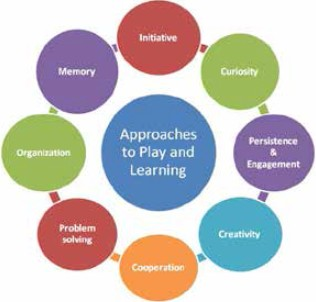 Initiative
Curiosity
Persistence
&
Engagement
Creativity
Cooperation
Problem
solving
Organization
Memory
Approaches
to Play and
Learning